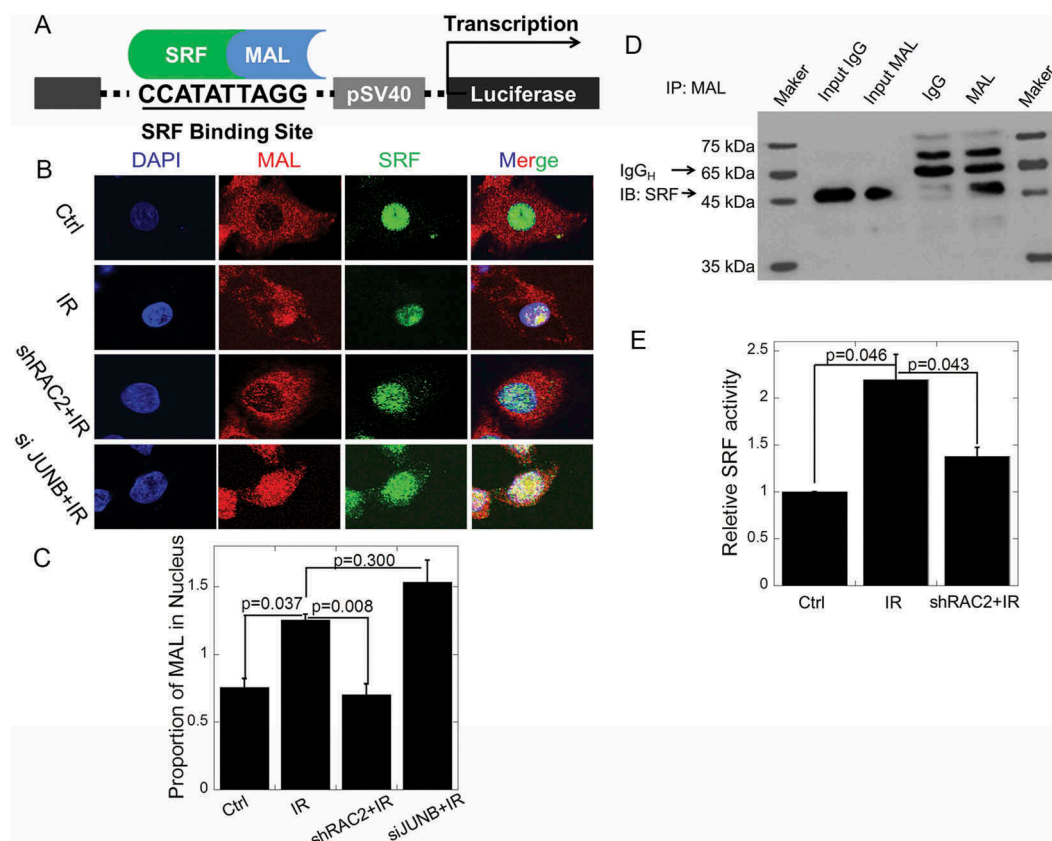 A
Transcription
SRF MAL
CCATATTAGG pSV40 Luciferase
SRF Binding Site
B
DAPI MAL SRF Merge
Ctrl
IR
shRAC2+IR
si JUNB+IR
C
Proportion of MAL in Nucleus
1.5
1
0.5
0
p=0.300
p=0.037 p=0.008
Ctrl IR shRAC2+IR siJUNB+IR
D
IP: MAL
Maker Input IgG Input MAL IgG MAL Maker
75 kDa
IgGH 65 kDa
IB: SRF 45 kDa
35 kDa
E
Reletive SRF activity
2.5
2
1.5
1
0.5
0
p=0.046 p=0.043
Ctrl IR shRAC2+IR